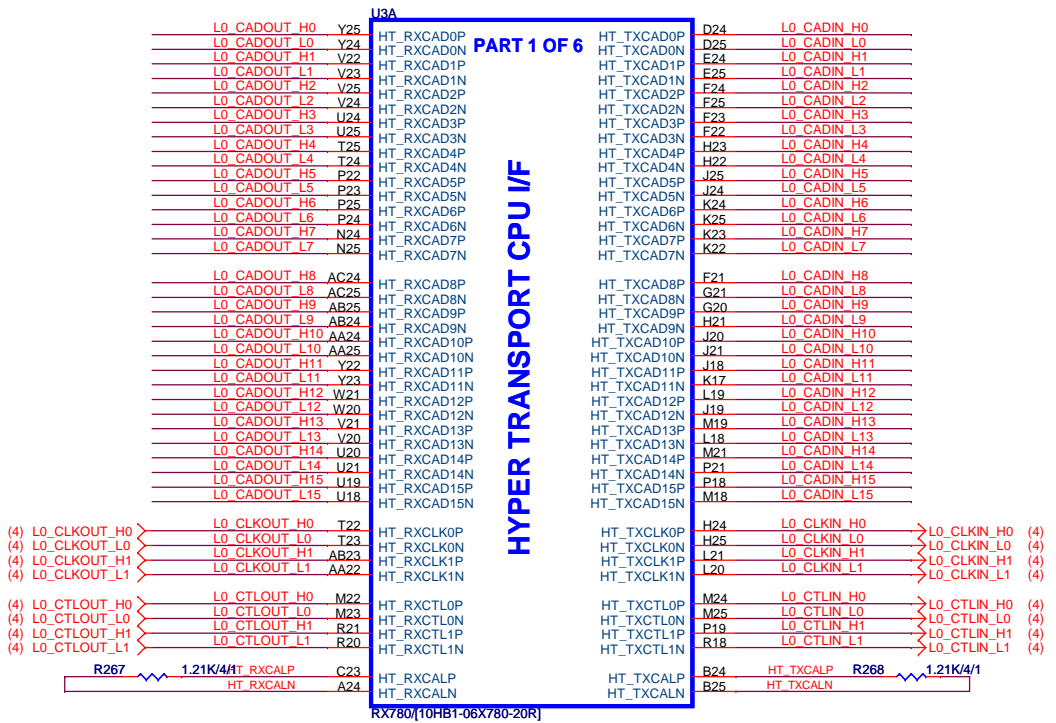 U3A
PART 1 OF 6
HYPER TRANSPORT CPU I/F
L0_CADOUT_H0 Y25 HT_RXCAD0P HT_TXCAD0P D24 L0_CADIN_H0
L0_CADOUT_L0 Y24 HT_RXCAD0N HT_TXCAD0N D25 L0_CADIN_L0
L0_CADOUT_H1 V22 HT_RXCAD1P HT_TXCAD1P E24 L0_CADIN_H1
L0_CADOUT_L1 V23 HT_RXCAD1N HT_TXCAD1N E25 L0_CADIN_L1
L0_CADOUT_H2 V25 HT_RXCAD2P HT_TXCAD2P F24 L0_CADIN_H2
L0_CADOUT_L2 V24 HT_RXCAD2N HT_TXCAD2N F25 L0_CADIN_L2
L0_CADOUT_H3 U24 HT_RXCAD3P HT_TXCAD3P F23 L0_CADIN_H3
L0_CADOUT_L3 U25 HT_RXCAD3N HT_TXCAD3N F22 L0_CADIN_L3
L0_CADOUT_H4 T25 HT_RXCAD4P HT_TXCAD4P H23 L0_CADIN_H4
L0_CADOUT_L4 T24 HT_RXCAD4N HT_TXCAD4N H22 L0_CADIN_L4
L0_CADOUT_H5 P22 HT_RXCAD5P HT_TXCAD5P J25 L0_CADIN_H5
L0_CADOUT_L5 P23 HT_RXCAD5N HT_TXCAD5N J24 L0_CADIN_L5
L0_CADOUT_H6 P25 HT_RXCAD6P HT_TXCAD6P K24 L0_CADIN_H6
L0_CADOUT_L6 P24 HT_RXCAD6N HT_TXCAD6N K25 L0_CADIN_L6
L0_CADOUT_H7 N24 HT_RXCAD7P HT_TXCAD7P K23 L0_CADIN_H7
L0_CADOUT_L7 N25 HT_RXCAD7N HT_TXCAD7N K22 L0_CADIN_L7
L0_CADOUT_H8 AC24 HT_RXCAD8P HT_TXCAD8P F21 L0_CADIN_H8
L0_CADOUT_L8 AC25 HT_RXCAD8N HT_TXCAD8N G21 L0_CADIN_L8
L0_CADOUT_H9 AB25 HT_RXCAD9P HT_TXCAD9P G20 L0_CADIN_H9
L0_CADOUT_L9 AB24 HT_RXCAD9N HT_TXCAD9N H21 L0_CADIN_L9
L0_CADOUT_H10 AA24 HT_RXCAD10P HT_TXCAD10P J20 L0_CADIN_H10
L0_CADOUT_L10 AA25 HT_RXCAD10N HT_TXCAD10N J21 L0_CADIN_L10
L0_CADOUT_H11 Y22 HT_RXCAD11P HT_TXCAD11P J18 L0_CADIN_H11
L0_CADOUT_L11 Y23 HT_RXCAD11N HT_TXCAD11N K17 L0_CADIN_L11
L0_CADOUT_H12 W21 HT_RXCAD12P HT_TXCAD12P L19 L0_CADIN_H12
L0_CADOUT_L12 W20 HT_RXCAD12N HT_TXCAD12N J19 L0_CADIN_L12
L0_CADOUT_H13 V21 HT_RXCAD13P HT_TXCAD13P M19 L0_CADIN_H13
L0_CADOUT_L13 V20 HT_RXCAD13N HT_TXCAD13N L18 L0_CADIN_L13
L0_CADOUT_H14 U20 HT_RXCAD14P HT_TXCAD14P M21 L0_CADIN_H14
L0_CADOUT_L14 U21 HT_RXCAD14N HT_TXCAD14N P21 L0_CADIN_L14
L0_CADOUT_H15 U19 HT_RXCAD15P HT_TXCAD15P P18 L0_CADIN_H15
L0_CADOUT_L15 U18 HT_RXCAD15N HT_TXCAD15N M18 L0_CADIN_L15
(4) L0_CLKOUT_H0 L0_CLKOUT_H0 T22 HT_RXCLK0P HT_TXCLK0P H24 L0_CLKIN_H0 L0_CLKIN_H0 (4)
(4) L0_CLKOUT_L0 L0_CLKOUT_L0 T23 HT_RXCLK0N HT_TXCLK0N H25 L0_CLKIN_L0 L0_CLKIN_L0 (4)
(4) L0_CLKOUT_H1 L0_CLKOUT_H1 AB23 HT_RXCLK1P HT_TXCLK1P L21 L0_CLKIN_H1 L0_CLKIN_H1 (4)
(4) L0_CLKOUT_L1 L0_CLKOUT_L1 AA22 HT_RXCLK1N HT_TXCLK1N L20 L0_CLKIN_L1 L0_CLKIN_L1 (4)
(4) L0_CTLOUT_H0 L0_CTLOUT_H0 M22 HT_RXCTL0P HT_TXCTL0P M24 L0_CTLIN_H0 L0_CTLIN_H0 (4)
(4) L0_CTLOUT_L0 L0_CTLOUT_L0 M23 HT_RXCTL0N HT_TXCTL0N M25 L0_CTLIN_L0 L0_CTLIN_L0 (4)
(4) L0_CTLOUT_H1 L0_CTLOUT_H1 R21 HT_RXCTL1P HT_TXCTL1P P19 L0_CTLIN_H1 L0_CTLIN_H1 (4)
(4) L0_CTLOUT_L1 L0_CTLOUT_L1 R20 HT_RXCTL1N HT_TXCTL1N R18 L0_CTLIN_L1 L0_CTLIN_L1 (4)
R267 1.21K/4/1 HT_RXCALP C23 HT_RXCALP HT_TXCALP B24 HT_TXCALP R268 1.21K/4/1
HT_RXCALN A24 HT_RXCALN HT_TXCALN B25 HT_TXCALN
RX780/[10HB1-06X780-20R]